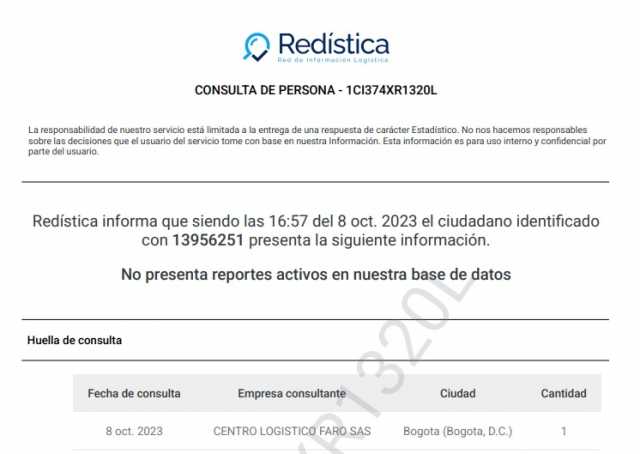 Redística
Red de Información Logística
CONSULTA DE PERSONA - 1CI374XR1320L
La responsabilidad de nuestro servicio está limitada a la entrega de una respuesta de carácter Estadístico. No nos hacemos responsables
sobre las decisiones que el usuario del servicio tome con base en nuestra Información. Esta información es para uso interno y confidencial por
parte del usuario.
Redística informa que siendo las 16:57 del 8 oct. 2023 el ciudadano identificado
con 13956251 presenta la siguiente información.
No presenta reportes activos en nuestra base de datos
Huella de consulta
Fecha de consulta Empresa consultante Ciudad Cantidad
8 oct. 2023 CENTRO LOGISTICO FARO SAS Bogota (Bogota, D.C.) 1
XR1320L